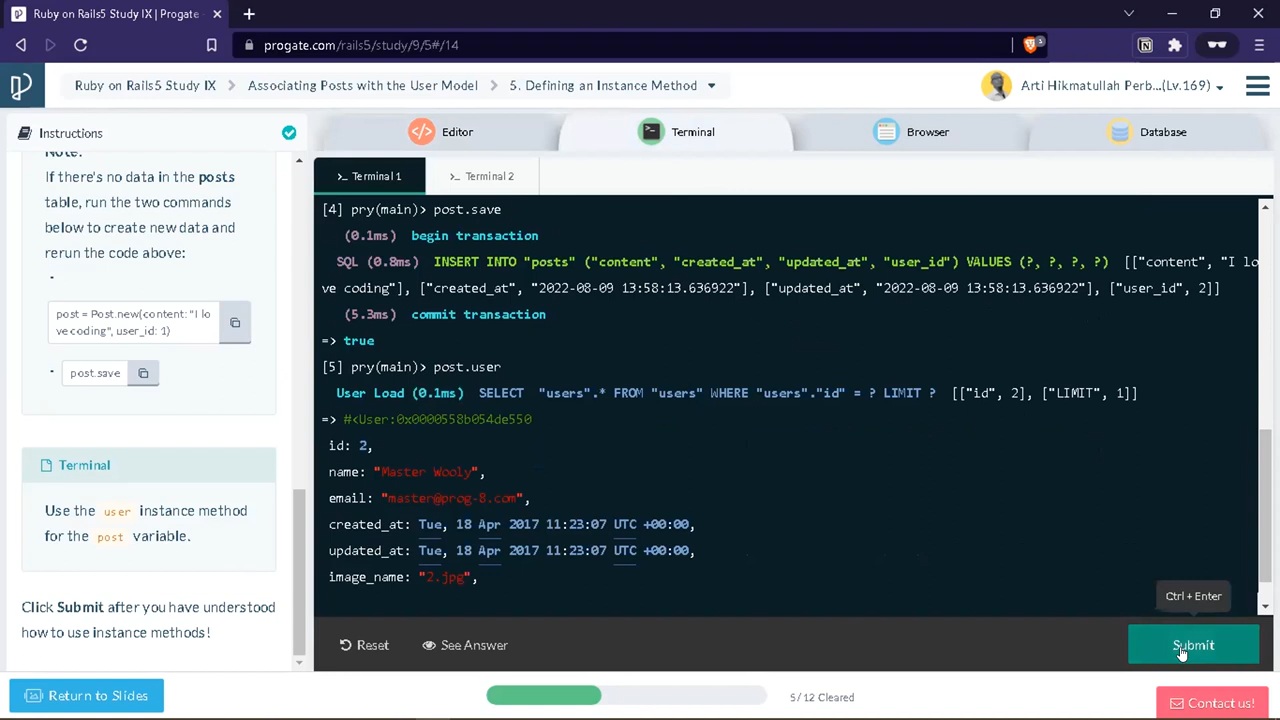 Ruby on Rails5 Study IX | Progate -
progate.com/rails5/study/9/5#/14
3
Ruby on Rails5 Study IX
Associating Posts with the User Model
5. Defining an Instance Method
Arti Hikmatullah Perb...(Lv.169)
Instructions
Editor
Terminal
Browser
Database
Note:
If there's no data in the posts
table, run the two commands
below to create new data and
rerun the code above:
post = Post.new(content: "I lo
ve coding", user_id: 1)
post.save
Terminal
Use the user instance method
for the post variable.
Click Submit after you have understood
how to use instance methods!
>_ Terminal 1
>_ Terminal 2
[4] pry(main)> post.save
(0.1ms) begin transaction
SQL (0.8ms) INSERT INTO "posts" ("content", "created_at", "updated_at", "user_id") VALUES (?, ?, ?, ?) [["content", "I lo
ve coding"], ["created_at", "2022-08-09 13:58:13.636922"], ["updated_at", "2022-08-09 13:58:13.636922"], ["user_id", 2]]
(5.3ms) commit transaction
=> true
[5] pry(main)> post.user
User Load (0.1ms) SELECT "users".* FROM "users" WHERE "users"."id" = ? LIMIT ? [["id", 2], ["LIMIT", 1]]
=> #<User:0x0000558b054de550
id: 2,
name: "Master Wooly",
email: "master@prog-8.com",
created_at: Tue, 18 Apr 2017 11:23:07 UTC +00:00,
updated_at: Tue, 18 Apr 2017 11:23:07 UTC +00:00,
image_name: "2.jpg",
Ctrl + Enter
Reset
See Answer
Submit
Return to Slides
5/12 Cleared
Contact us!